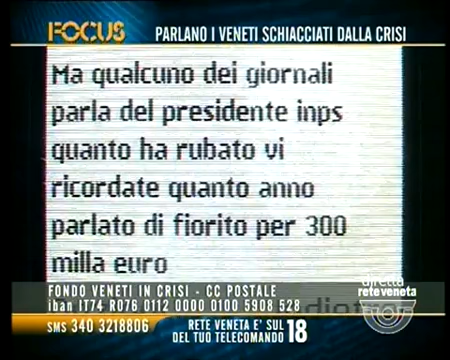 FOCUS
PARLANO I VENETI SCHIACCIATI DALLA CRISI
Ma qualcuno dei giornali
parla del presidente inps
quanto ha rubato vi
ricordate quanto anno
parlato di fiorito per 300
milla euro
diretta
reteveneta
FONDO VENETI IN CRISI - CC POSTALE
iban IT74 R076 0112 0000 0100 5908 528
SMS 340 3218806
RETE VENETA E' SUL
DEL TUO TELECOMANDO 18